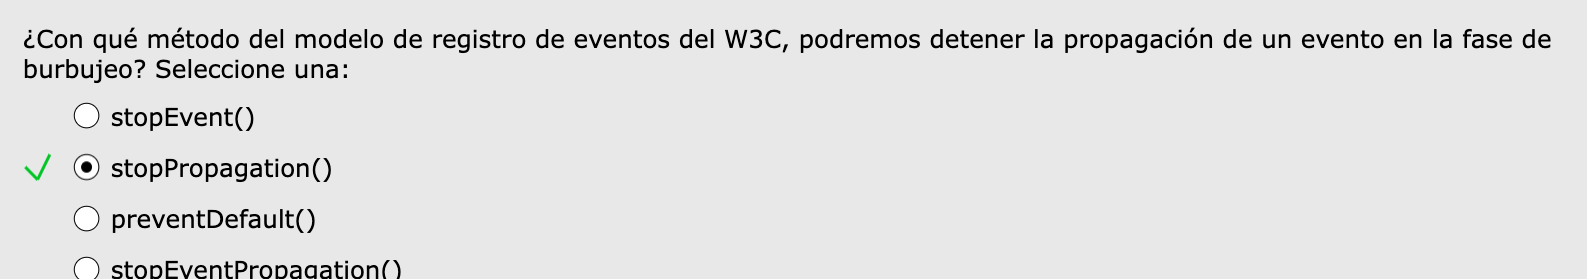 ¿Con qué método del modelo de registro de eventos del W3C, podremos detener la propagación de un evento en la fase de
burbujeo? Seleccione una:
stopEvent()
stopPropagation()
preventDefault()
stopEventPropagation()